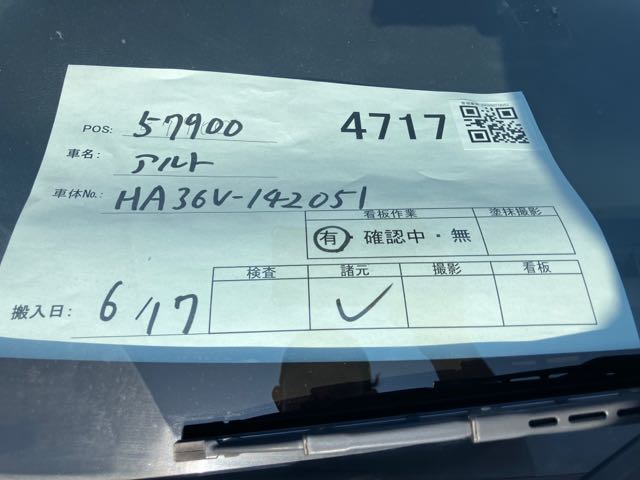 POS: 57900
4717
車名: アルト
車体No.: HA36V-142051
看板作業 塗抹撮影
有・確認中・無
検査 諸元 撮影 看板
搬入日: 6/17 ✓